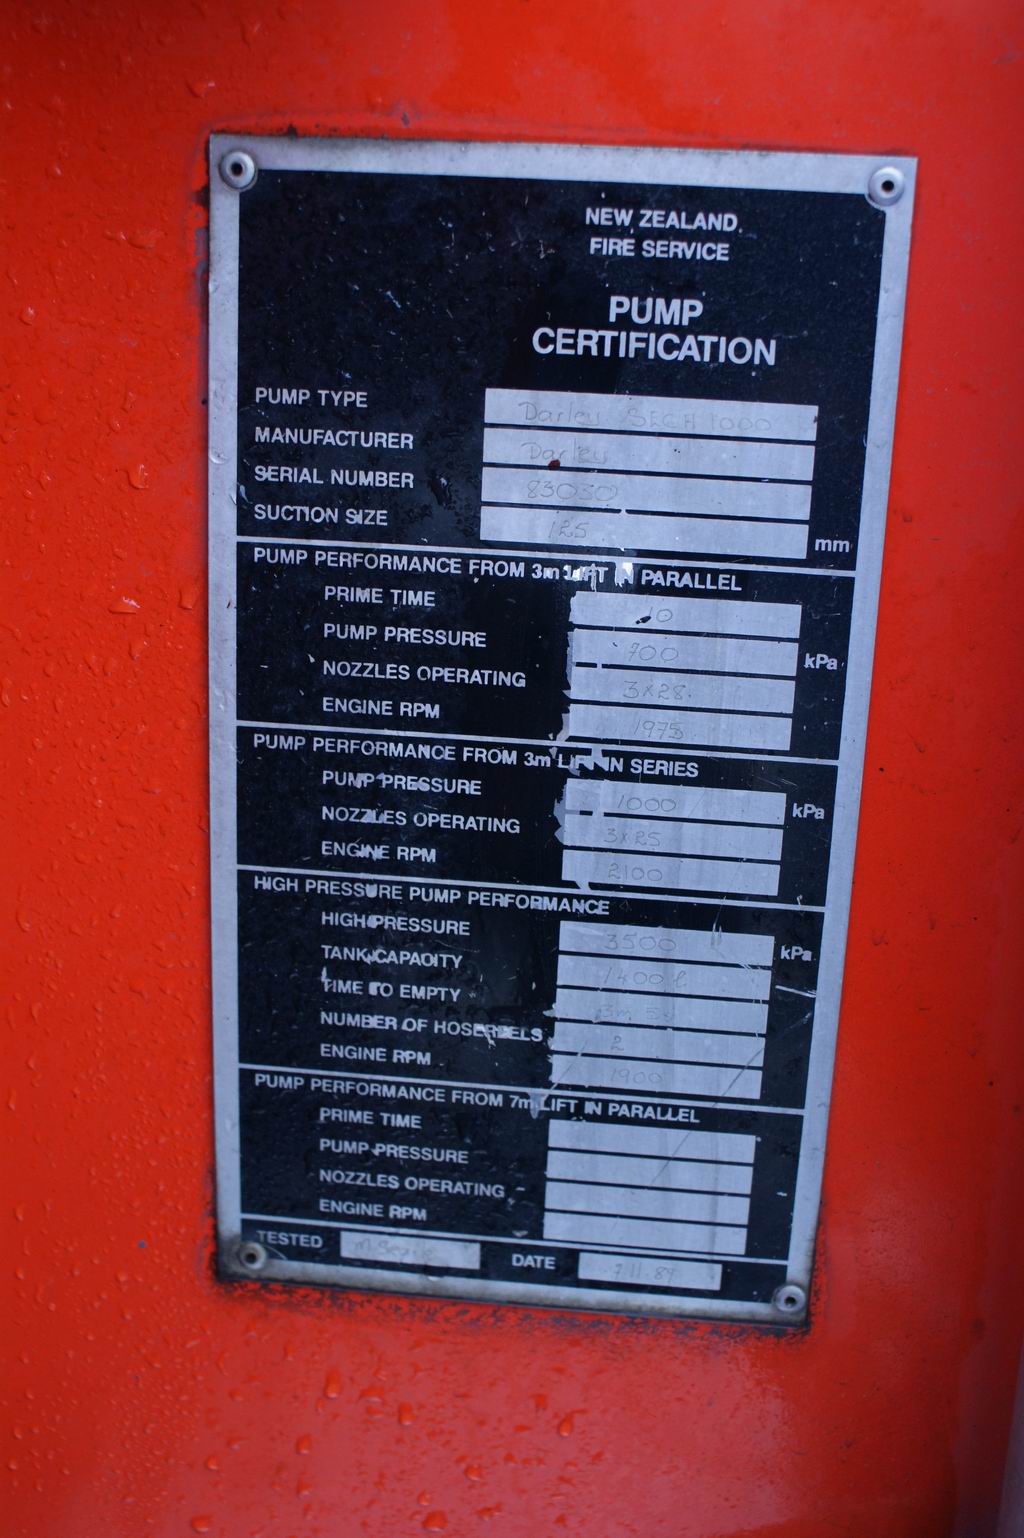 NEW ZEALAND
FIRE SERVICE
PUMP
CERTIFICATION
PUMP TYPE Darley 1000
MANUFACTURER Darley
SERIAL NUMBER 83030
SUCTION SIZE 125 mm
PUMP PERFORMANCE FROM 3m LIFT IN PARALLEL
PRIME TIME 10
PUMP PRESSURE 700 kPa
NOZZLES OPERATING 3x28
ENGINE RPM 1975
PUMP PERFORMANCE FROM 3m LIFT IN SERIES
PUMP PRESSURE 1000 kPa
NOZZLES OPERATING 3x25
ENGINE RPM 2100
HIGH PRESSURE PUMP PERFORMANCE
HIGH PRESSURE 3500 kPa
TANK CAPACITY 1400 l
TIME TO EMPTY
NUMBER OF HOSEREELS 2
ENGINE RPM 1900
PUMP PERFORMANCE FROM 7m LIFT IN PARALLEL
PRIME TIME
PUMP PRESSURE
NOZZLES OPERATING
ENGINE RPM
TESTED DATE